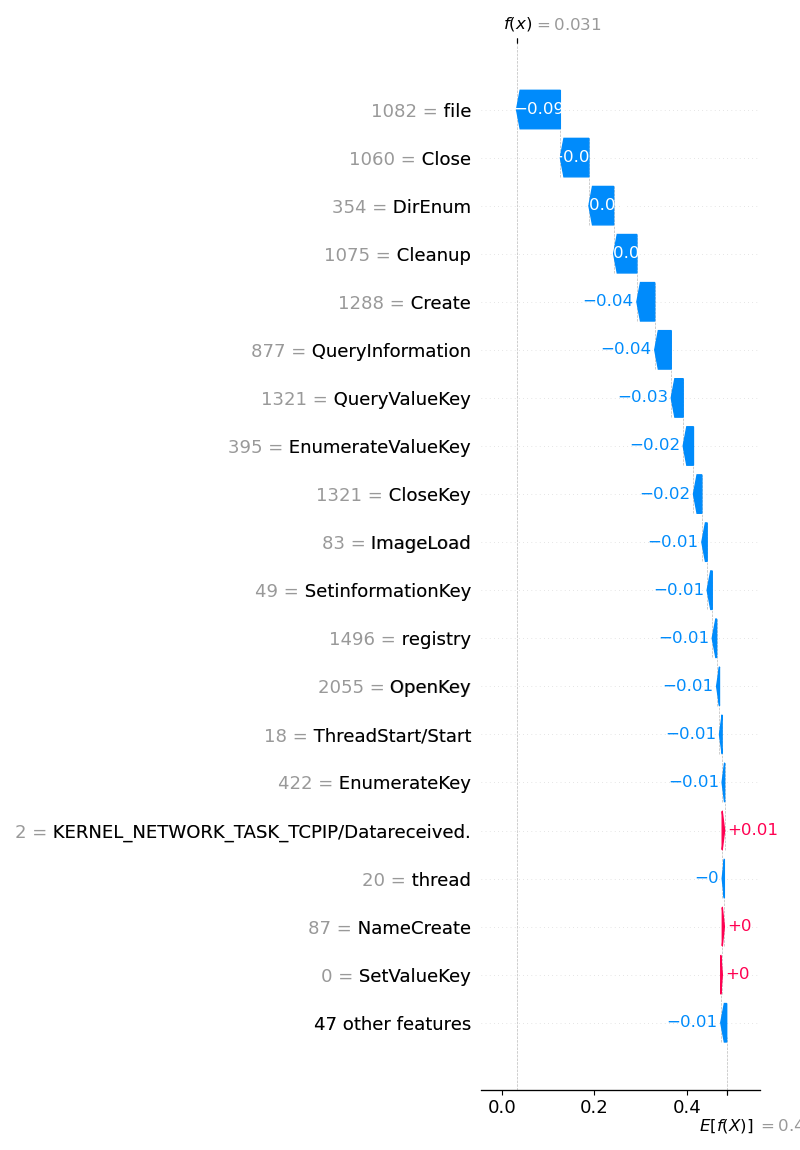 f(x) = 0.031
1082 = file −0.09
1060 = Close −0.0
354 = DirEnum 0.0
1075 = Cleanup 0.0
1288 = Create −0.04
877 = QueryInformation −0.04
1321 = QueryValueKey −0.03
395 = EnumerateValueKey −0.02
1321 = CloseKey −0.02
83 = ImageLoad −0.01
49 = SetinformationKey −0.01
1496 = registry −0.01
2055 = OpenKey −0.01
18 = ThreadStart/Start −0.01
422 = EnumerateKey −0.01
2 = KERNEL_NETWORK_TASK_TCPIP/Datareceived. +0.01
20 = thread −0
87 = NameCreate +0
0 = SetValueKey +0
47 other features −0.01
0.0 0.2 0.4
E[f(X)] = 0.4